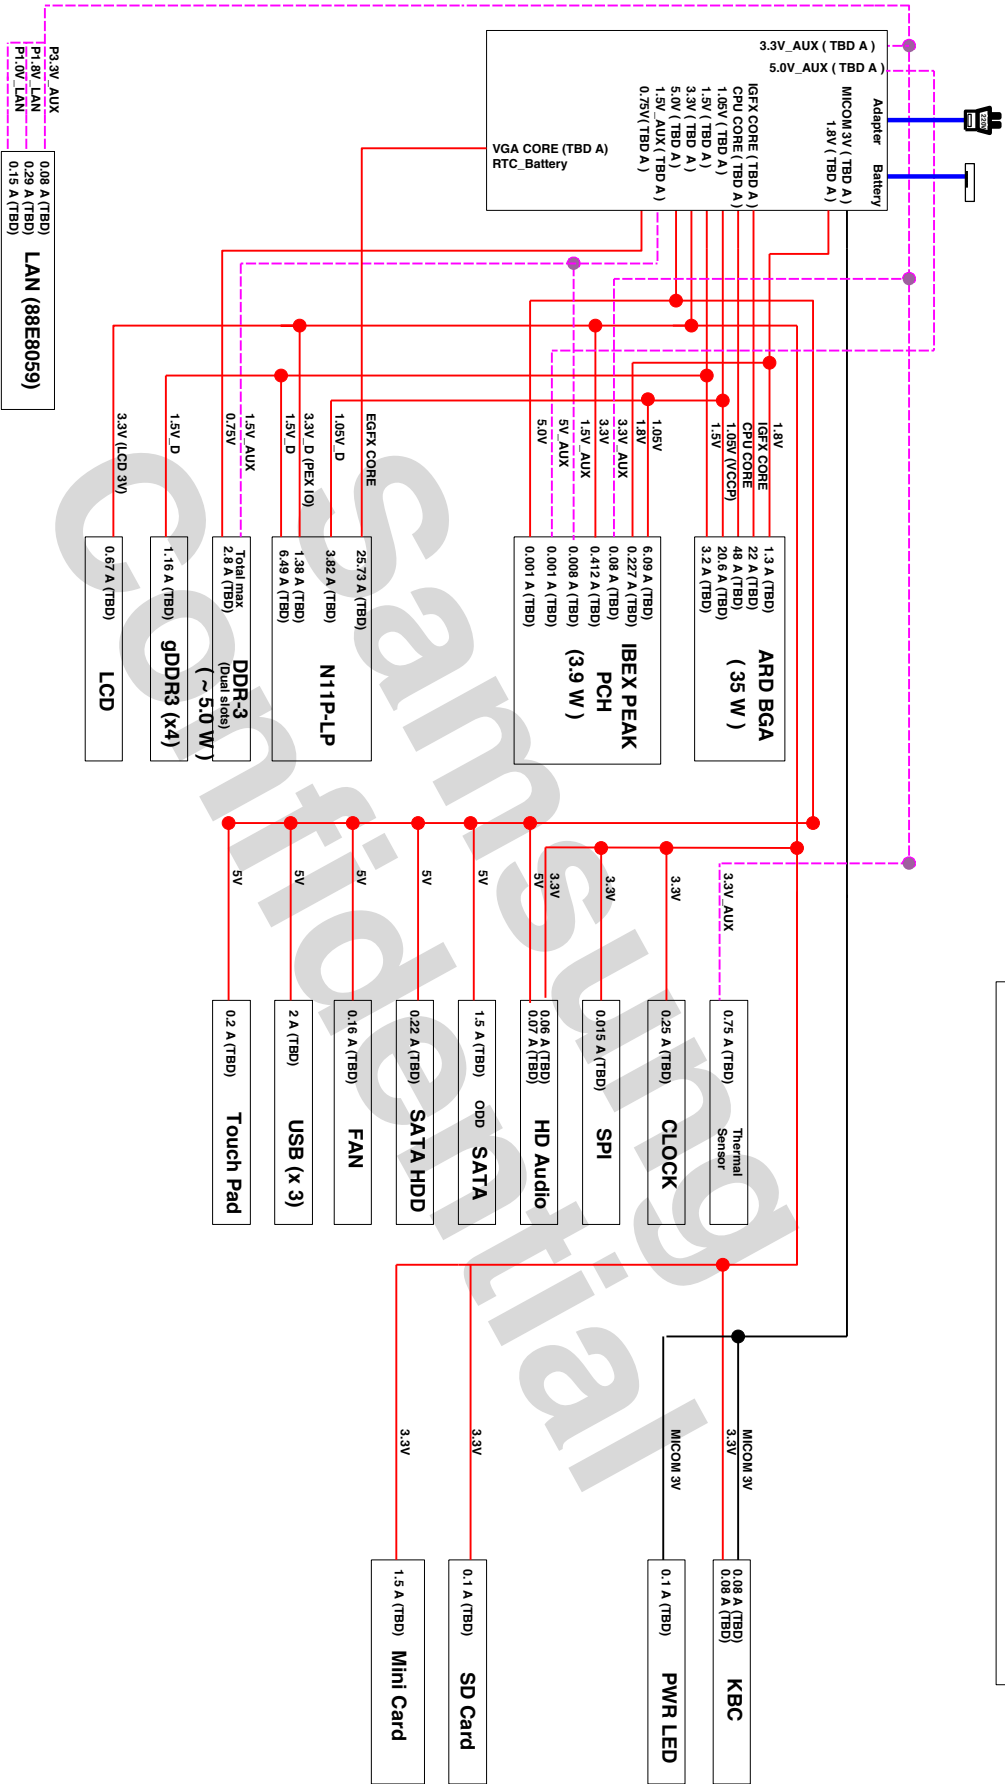 3.3V_AUX ( TBD A )
5.0V_AUX ( TBD A )
Adapter
220V
Battery
MICOM 3V ( TBD A )
1.8V ( TBD A )
IGFX CORE ( TBD A )
CPU CORE ( TBD A )
1.05V ( TBD A )
1.5V ( TBD A )
3.3V ( TBD A )
5.0V ( TBD A )
1.5V_AUX ( TBD A )
0.75V( TBD A )
VGA CORE (TBD A)
RTC_Battery
P3.3V_AUX
P1.8V_LAN
P1.0V_LAN
0.08 A (TBD)
0.29 A (TBD)
0.15 A (TBD)
LAN (88E8059)
1.8V
IGFX CORE
CPU CORE
1.05V (VCCP)
1.5V
1.3 A (TBD)
22 A (TBD)
48 A (TBD)
20.6 A (TBD)
3.2 A (TBD)
ARD BGA
( 35 W )
1.05V
1.8V
3.3V_AUX
3.3V
1.5V_AUX
5V_AUX
5.0V
6.09 A (TBD)
0.227 A (TBD)
0.08 A (TBD)
0.412 A (TBD)
0.008 A (TBD)
0.001 A (TBD)
0.001 A (TBD)
IBEX PEAK
PCH
(3.9 W )
EGFX CORE
1.05V_D
3.3V_D (PEX IO)
1.5V_D
25.73 A (TBD)
3.82 A (TBD)
1.38 A (TBD)
6.49 A (TBD)
N11P-LP
1.5V_AUX
0.75V
Total max
2.8 A (TBD)
DDR-3
(Dual slots)
( ~ 5.0 W )
1.5V_D
1.16 A (TBD)
gDDR3 (x4)
3.3V (LCD 3V)
0.67 A (TBD)
LCD
3.3V_AUX
0.75 A (TBD)
Thermal
Sensor
3.3V
0.25 A (TBD)
CLOCK
3.3V
0.015 A (TBD)
SPI
3.3V
5V
0.06 A (TBD)
0.07 A (TBD)
HD Audio
5V
1.5 A (TBD)
ODD SATA
5V
0.22 A (TBD)
SATA HDD
5V
0.16 A (TBD)
FAN
5V
2 A (TBD)
USB (x 3)
5V
0.2 A (TBD)
Touch Pad
MICOM 3V
3.3V
0.08 A (TBD)
0.08 A (TBD)
KBC
MICOM 3V
0.1 A (TBD)
PWR LED
3.3V
0.1 A (TBD)
SD Card
3.3V
1.5 A (TBD)
Mini Card
Samsung
Confidential